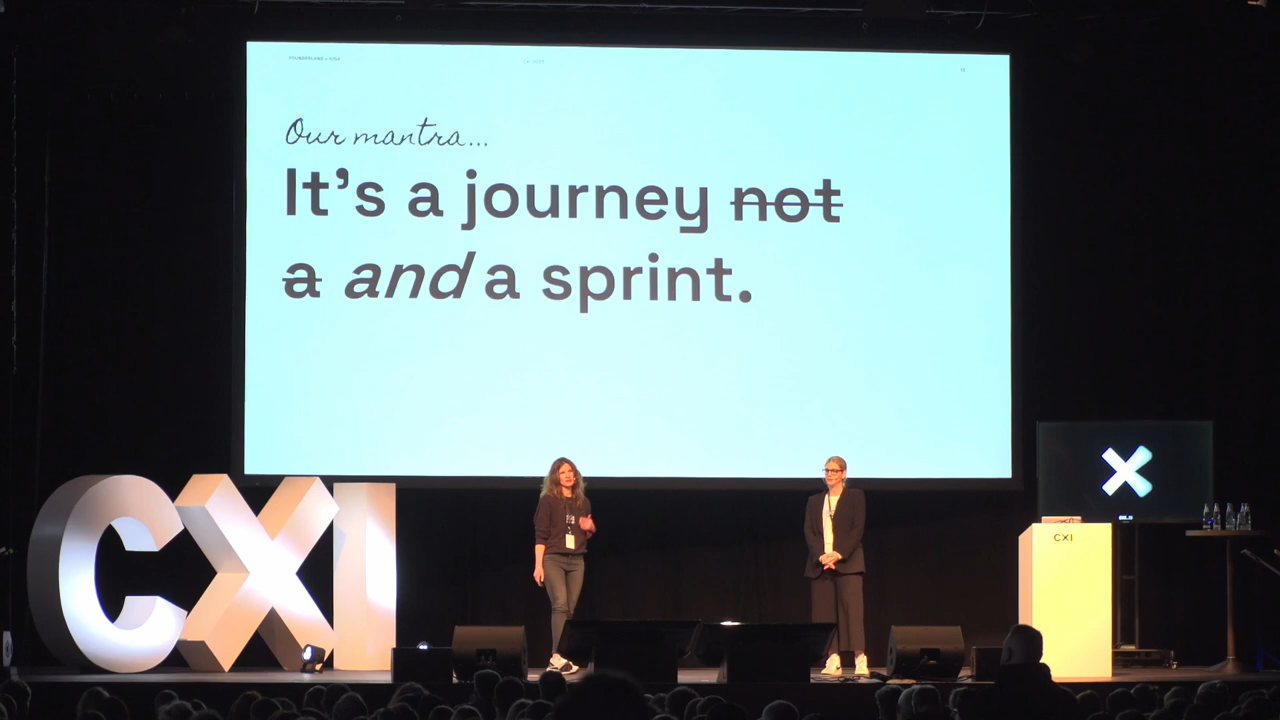 Our mantra...
It's a journey ~~not~~
~~a~~ and a sprint.
CXI
CXI